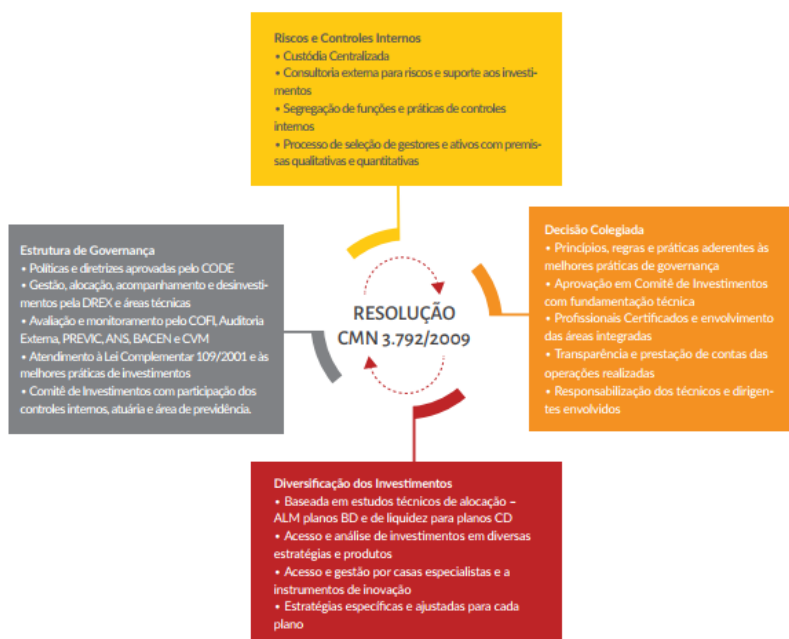 Riscos e Controles Internos
• Custódia Centralizada
• Consultoria externa para riscos e suporte aos investi-
mentos
• Segregação de funções e práticas de controles
internos
• Processo de seleção de gestores e ativos com premis-
sas qualitativas e quantitativas
Estrutura de Governança
• Políticas e diretrizes aprovadas pelo CODE
• Gestão, alocação, acompanhamento e desinvesti-
mentos pela DREX e áreas técnicas
• Avaliação e monitoramento pelo COFI, Auditoria
Externa, PREVIC, ANS, BACEN e CVM
• Atendimento à Lei Complementar 109/2001 e às
melhores práticas de investimentos
• Comitê de Investimentos com participação dos
controles internos, atuária e área de previdência.
RESOLUÇÃO
CMN 3.792/2009
Decisão Colegiada
• Princípios, regras e práticas aderentes às
melhores práticas de governança
• Aprovação em Comitê de Investimentos
com fundamentação técnica
• Profissionais Certificados e envolvimento
das áreas integradas
• Transparência e prestação de contas das
operações realizadas
• Responsabilização dos técnicos e dirigen-
tes envolvidos
Diversificação dos Investimentos
• Baseada em estudos técnicos de alocação –
ALM planos BD e de liquidez para planos CD
• Acesso e análise de investimentos em diversas
estratégias e produtos
• Acesso e gestão por casas especialistas e a
instrumentos de inovação
• Estratégias específicas e ajustadas para cada
plano